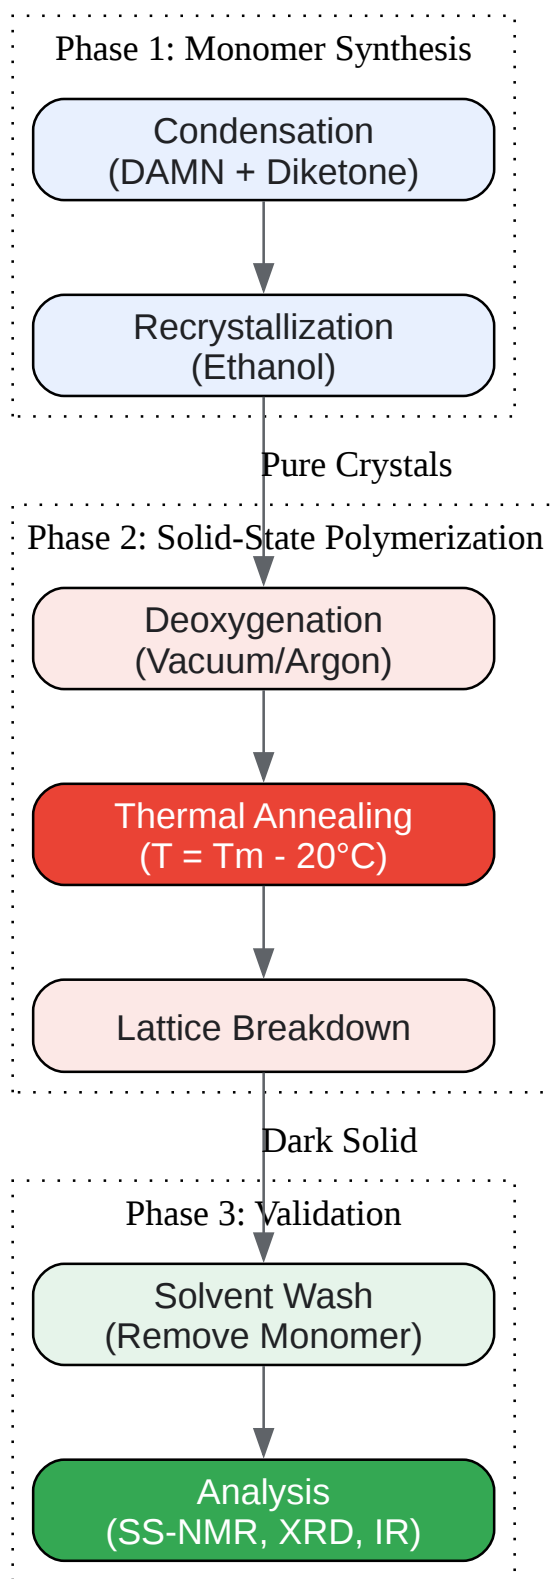 Phase 1: Monomer Synthesis
Condensation
(DAMN + Diketone)
Recrystallization
(Ethanol)
Pure Crystals
Phase 2: Solid-State Polymerization
Deoxygenation
(Vacuum/Argon)
Thermal Annealing
(T = Tm - 20°C)
Lattice Breakdown
Dark Solid
Phase 3: Validation
Solvent Wash
(Remove Monomer)
Analysis
(SS-NMR, XRD, IR)